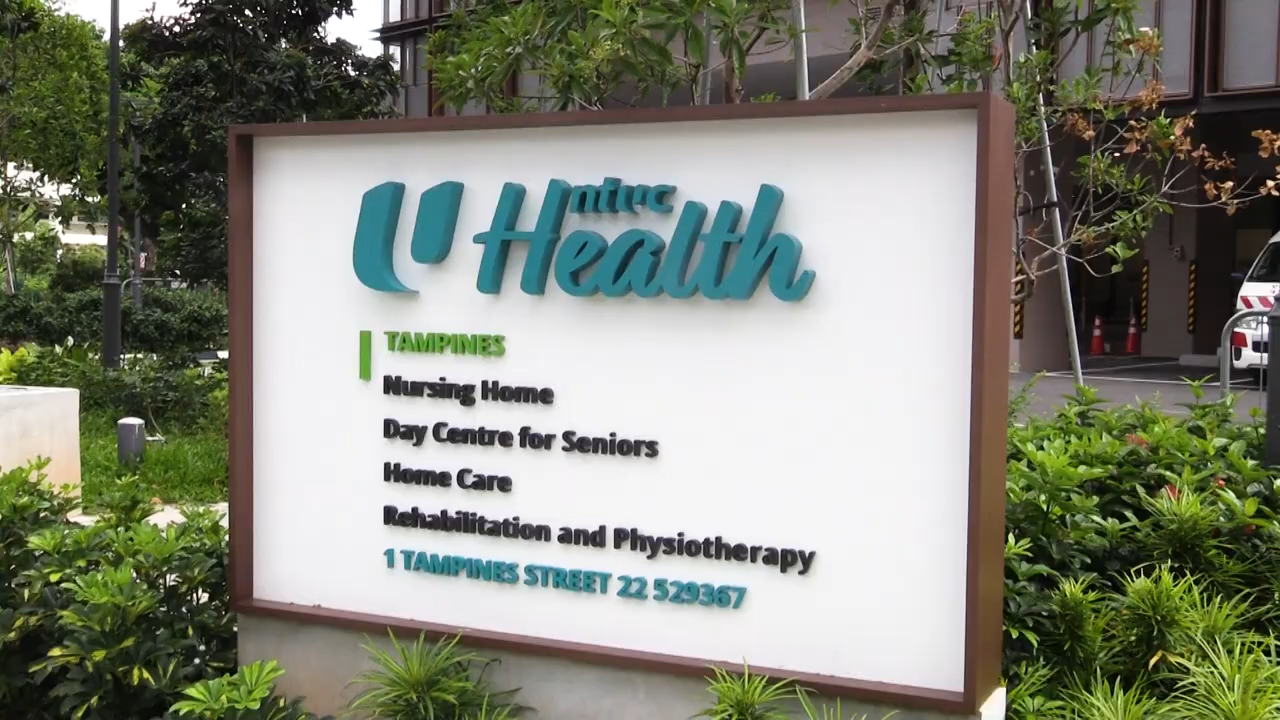 ntuc
Health
TAMPINES
Nursing Home
Day Centre for Seniors
Home Care
Rehabilitation and Physiotherapy
1 TAMPINES STREET 22 529367